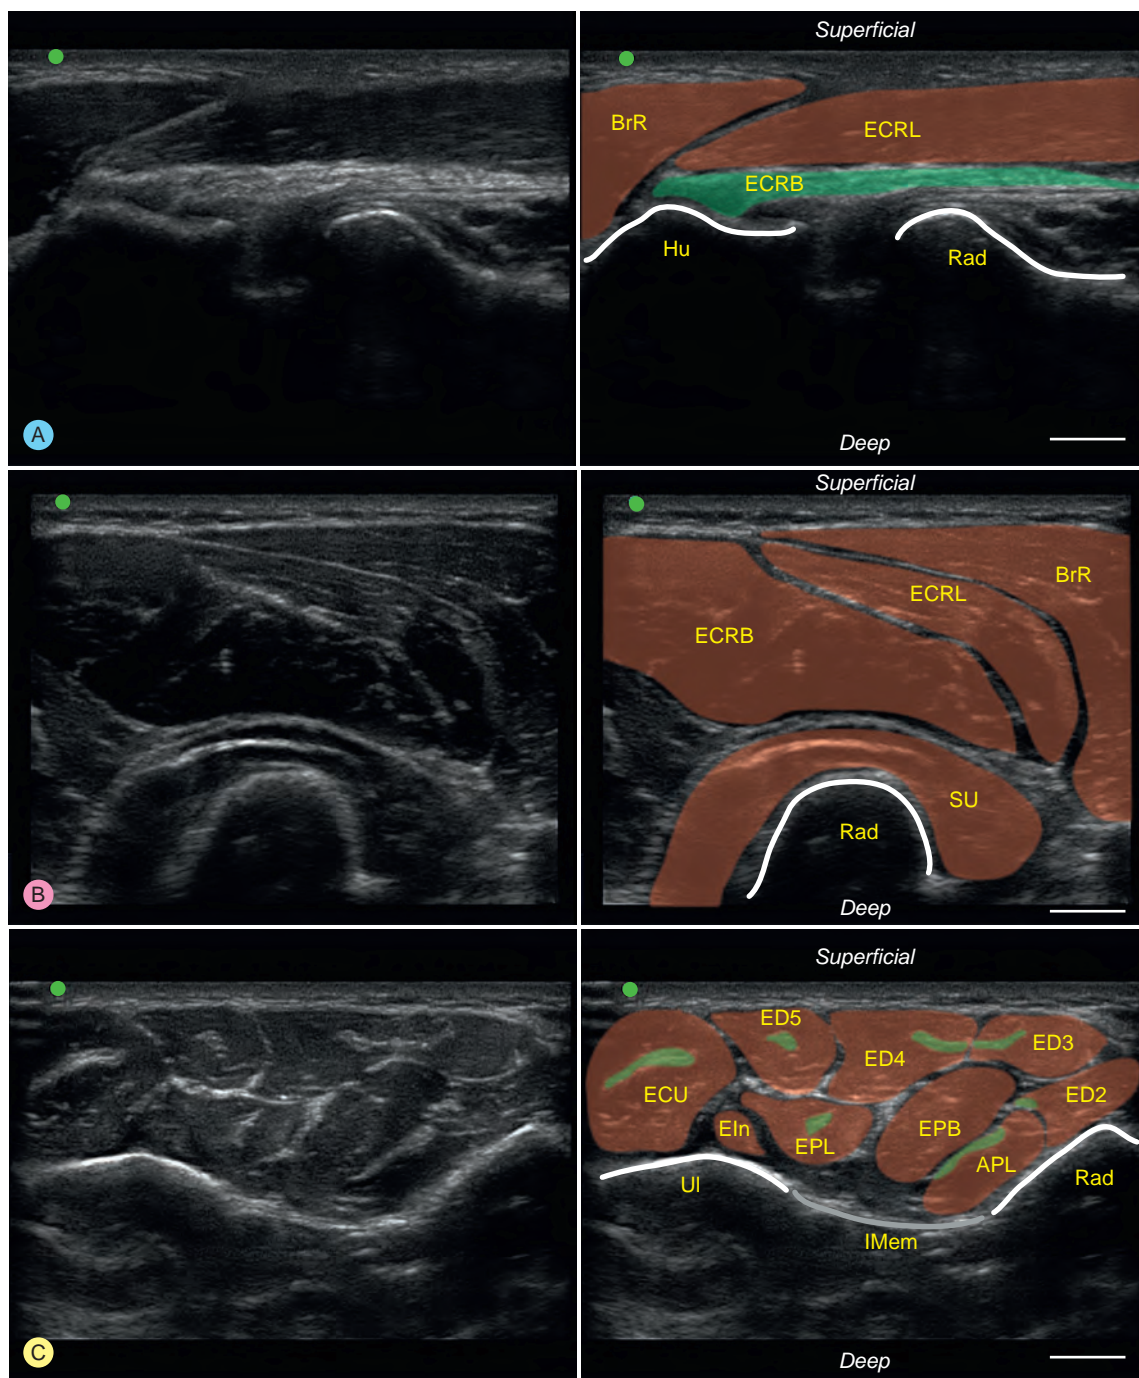 Superficial
BrR
ECRL
ECRB
Hu
Rad
A
Deep
Superficial
BrR
ECRL
ECRB
SU
Rad
B
Deep
Superficial
ED5
ED3
ED4
ECU
ED2
EIn
EPB
EPL
APL
Ul
Rad
IMem
C
Deep